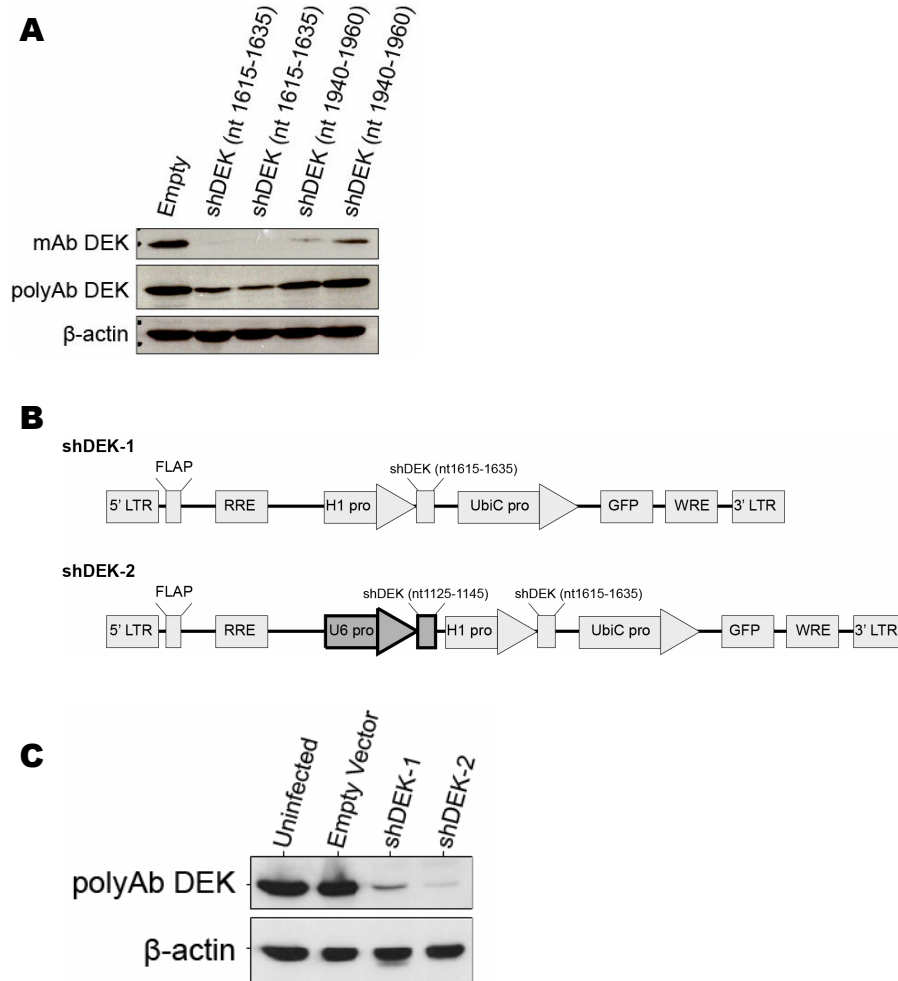 A
Empty
shDEK (nt 1615-1635)
shDEK (nt 1615-1635)
shDEK (nt 1940-1960)
shDEK (nt 1940-1960)
mAb DEK
polyAb DEK
β-actin
B
shDEK-1
FLAP
shDEK (nt1615-1635)
5' LTR
RRE
H1 pro
UbiC pro
GFP
WRE
3' LTR
shDEK-2
FLAP
shDEK (nt1125-1145)
shDEK (nt1615-1635)
5' LTR
RRE
U6 pro
H1 pro
UbiC pro
GFP
WRE
3' LTR
C
Uninfected
Empty Vector
shDEK-1
shDEK-2
polyAb DEK
β-actin